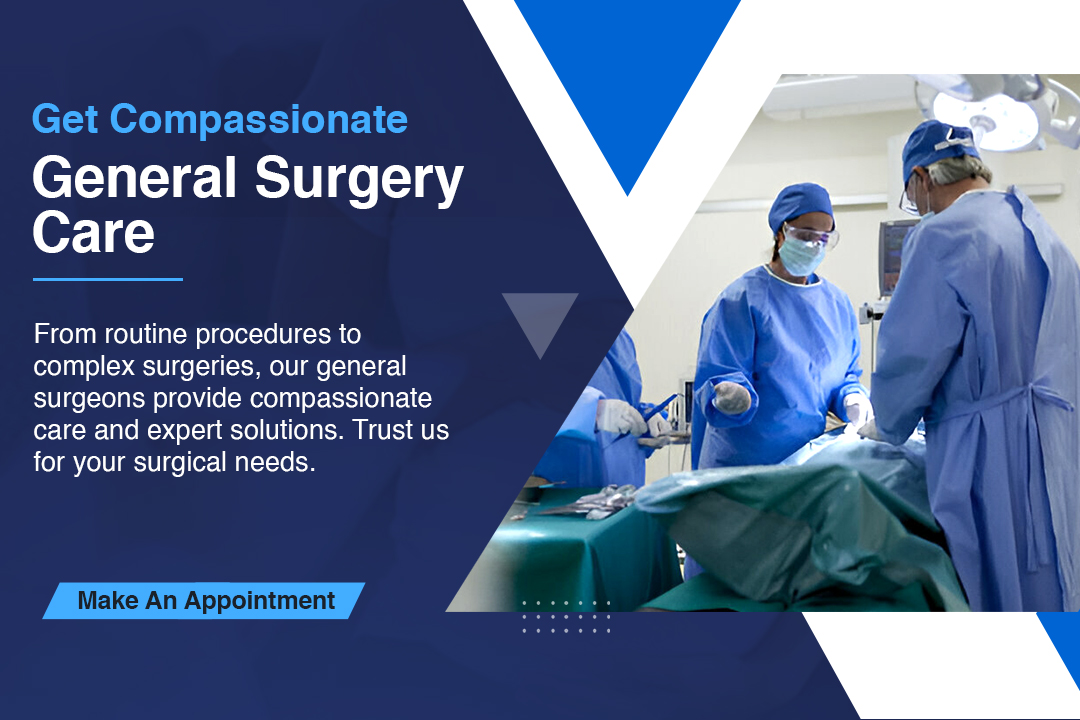 Get Compassionate
General Surgery
Care
From routine procedures to
complex surgeries, our general
surgeons provide compassionate
care and expert solutions. Trust us
for your surgical needs.
Make An Appointment